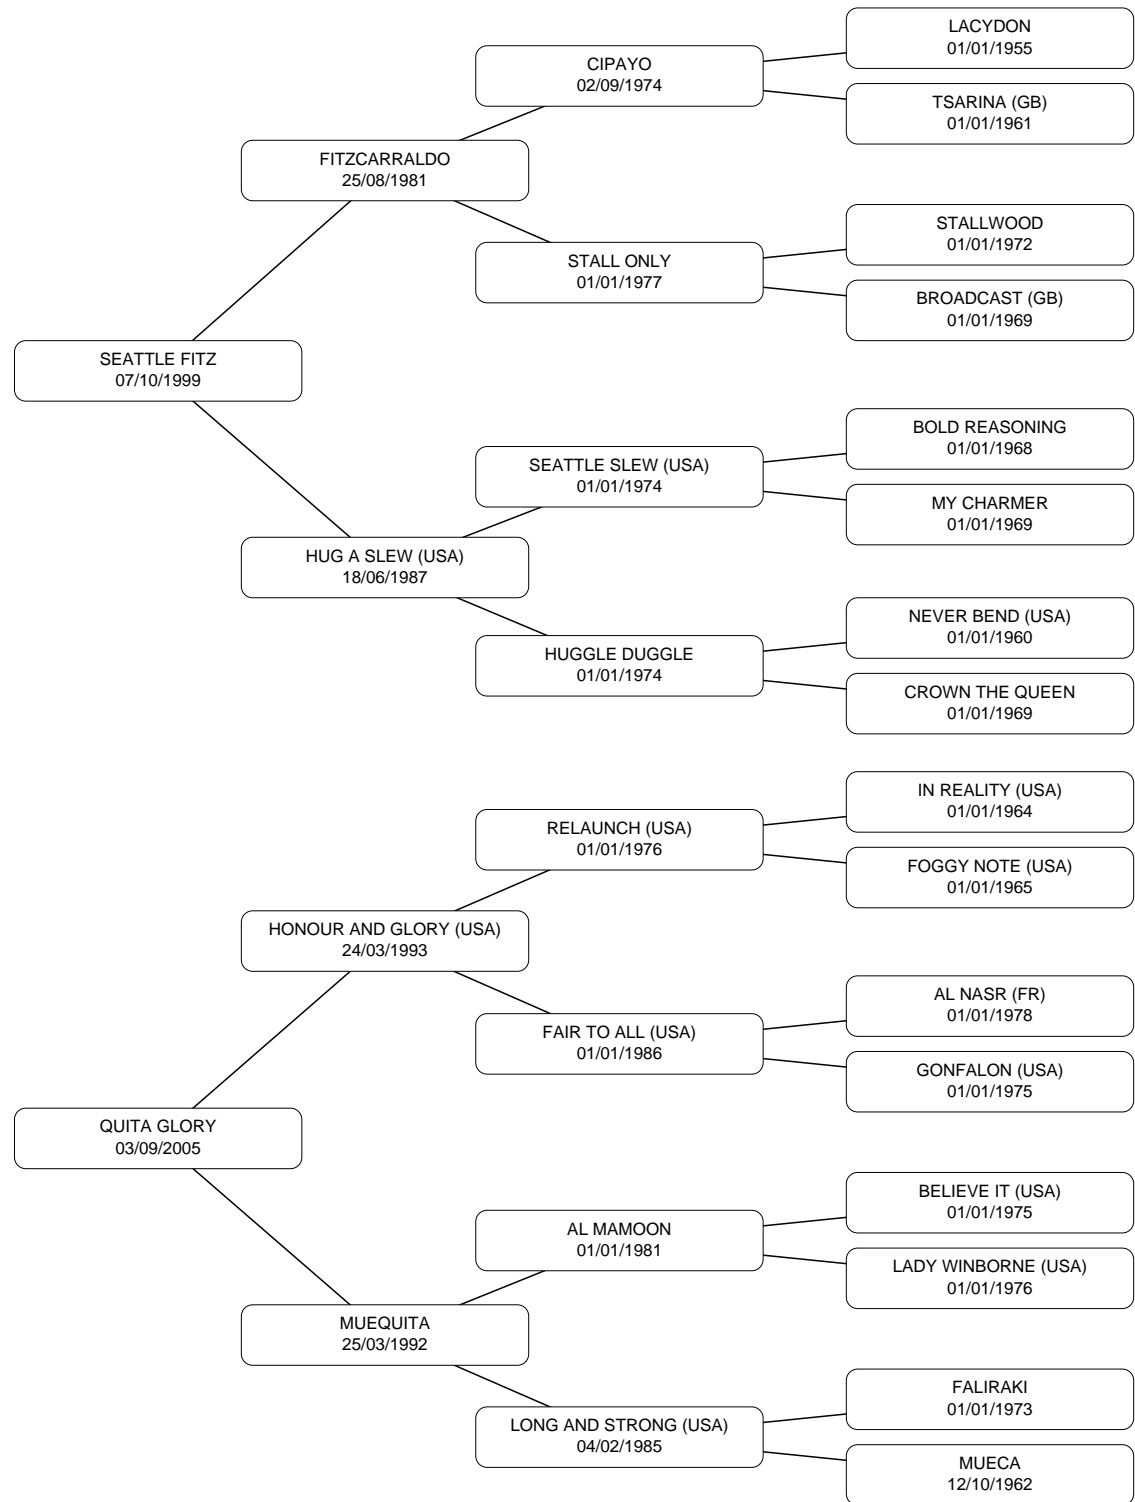 LACYDON
01/01/1955
CIPAYO
02/09/1974
TSARINA (GB)
01/01/1961
FITZCARRALDO
25/08/1981
STALLWOOD
01/01/1972
STALL ONLY
01/01/1977
BROADCAST (GB)
01/01/1969
SEATTLE FITZ
07/10/1999
BOLD REASONING
01/01/1968
SEATTLE SLEW (USA)
01/01/1974
MY CHARMER
01/01/1969
HUG A SLEW (USA)
18/06/1987
NEVER BEND (USA)
01/01/1960
HUGGLE DUGGLE
01/01/1974
CROWN THE QUEEN
01/01/1969
IN REALITY (USA)
01/01/1964
RELAUNCH (USA)
01/01/1976
FOGGY NOTE (USA)
01/01/1965
HONOUR AND GLORY (USA)
24/03/1993
AL NASR (FR)
01/01/1978
FAIR TO ALL (USA)
01/01/1986
GONFALON (USA)
01/01/1975
QUITA GLORY
03/09/2005
BELIEVE IT (USA)
01/01/1975
AL MAMOON
01/01/1981
LADY WINBORNE (USA)
01/01/1976
MUEQUITA
25/03/1992
FALIRAKI
01/01/1973
LONG AND STRONG (USA)
04/02/1985
MUECA
12/10/1962